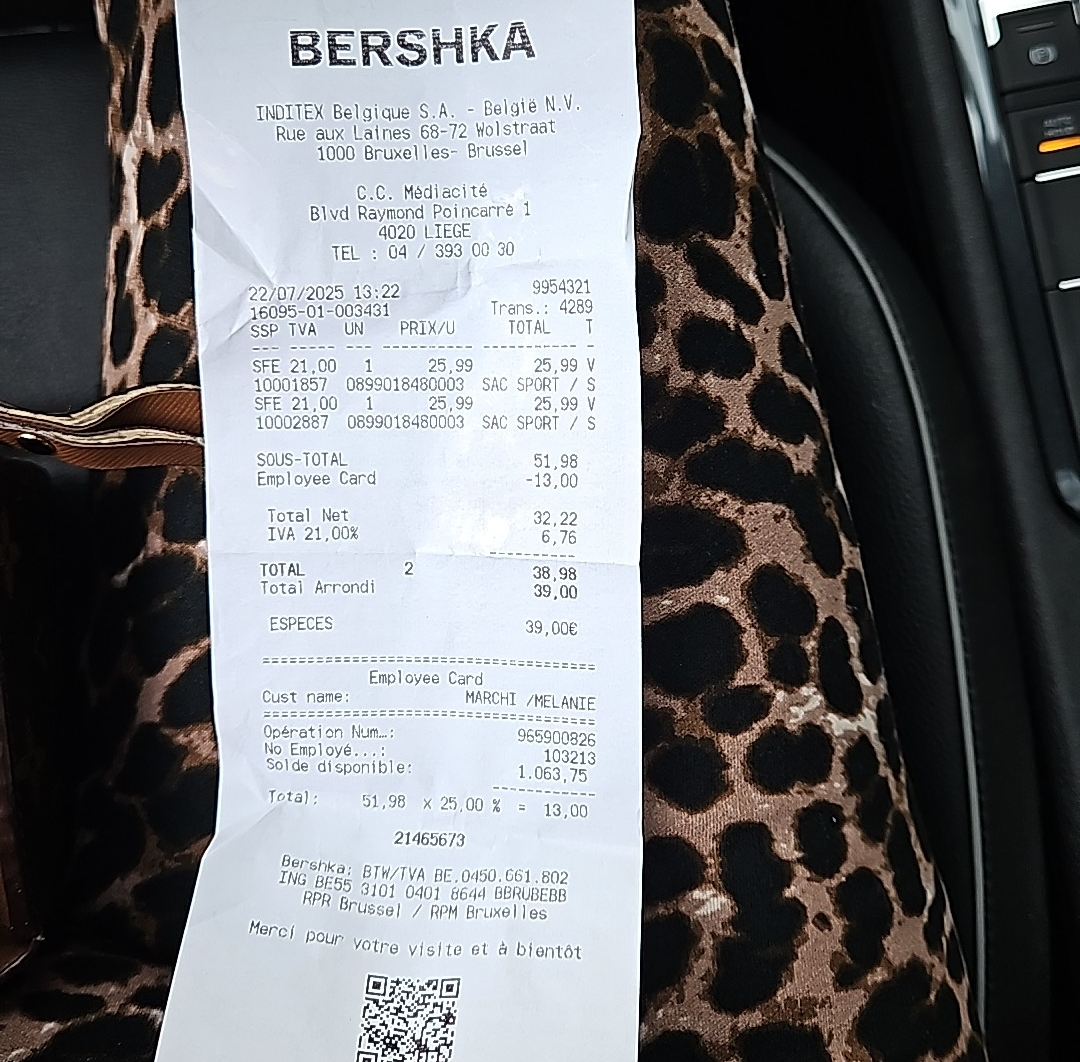 BERSHKA
INDITEX Belgique S.A. - België N.V.
Rue aux Laines 68-72 Wolstraat
1000 Bruxelles- Brussel
C.C. Médiacité
Blvd Raymond Poincarré 1
4020 LIEGE
TEL : 04 / 393 00 30
22/07/2025 13:22 9954321
16095-01-003431 Trans.: 4289
SSP TVA UN PRIX/U TOTAL T
--- ----- --- ---------- ----------- -
SFE 21,00 1 25,99 25,99 V
10001857 0899018480003 SAC SPORT / S
SFE 21,00 1 25,99 25,99 V
10002887 0899018480003 SAC SPORT / S
SOUS-TOTAL 51,98
Employee Card -13,00
Total Net 32,22
IVA 21,00% 6,76
----------
TOTAL 2 38,98
Total Arrondi 39,00
ESPECES 39,00€
========================================
Employee Card
Cust name: MARCHI /MELANIE
========================================
Opération Num…: 965900826
No Employé...: 103213
Solde disponible: 1.063,75
-----------
Total: 51,98 x 25,00 % = 13,00
21465673
Bershka: BTW/TVA BE.0450.661.802
ING BE55 3101 0401 8644 BBRUBEBB
RPR Brussel / RPM Bruxelles
Merci pour votre visite et à bientôt